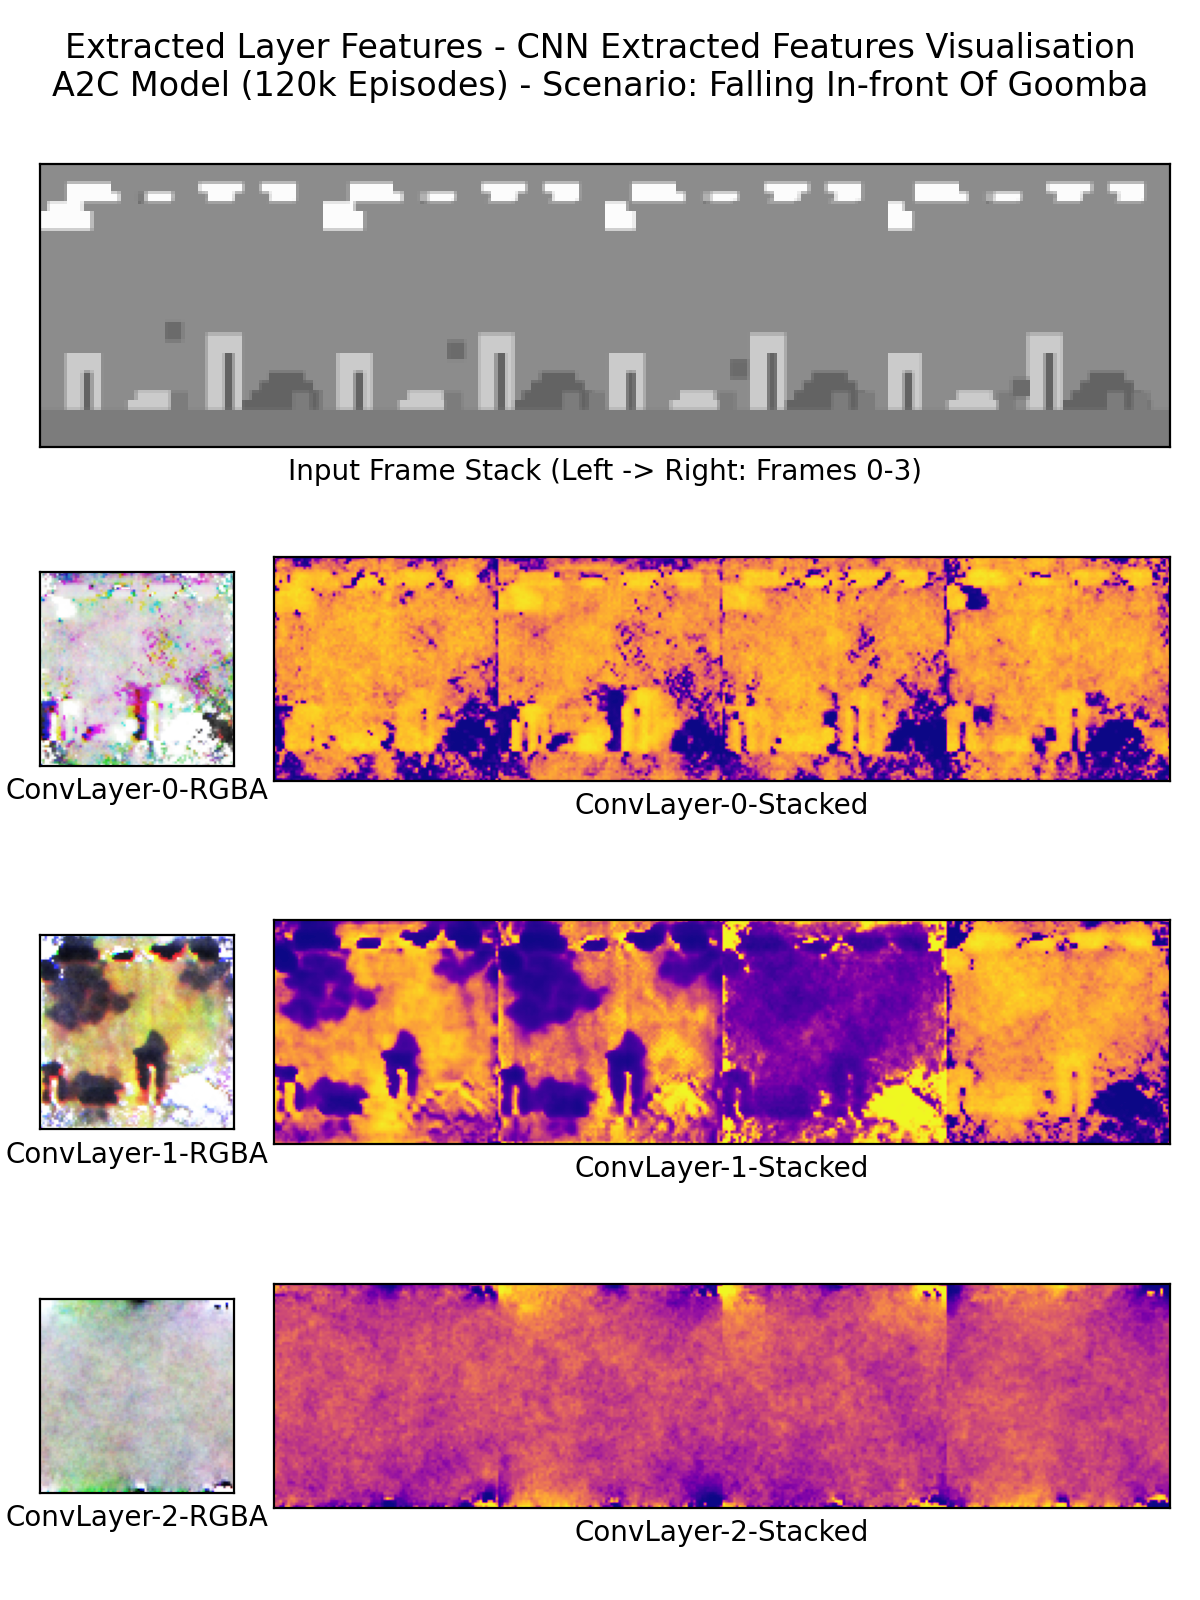 Extracted Layer Features - CNN Extracted Features Visualisation
A2C Model (120k Episodes) - Scenario: Falling In-front Of Goomba
Input Frame Stack (Left -> Right: Frames 0-3)
ConvLayer-0-RGBA
ConvLayer-0-Stacked
ConvLayer-1-RGBA
ConvLayer-1-Stacked
ConvLayer-2-RGBA
ConvLayer-2-Stacked